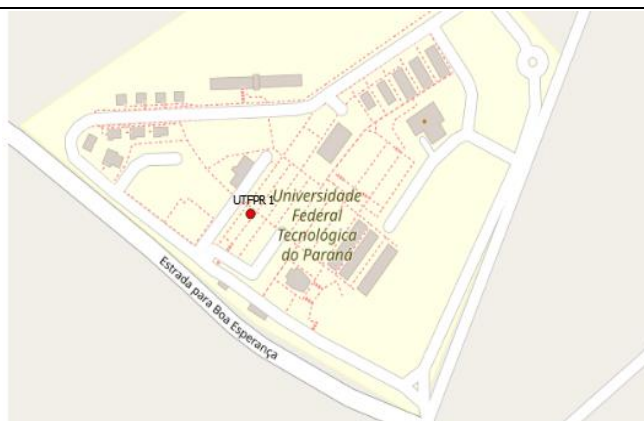 UTFPR 1
Universidade
Federal
Tecnológica
do Paraná
Estrada para Boa Esperança